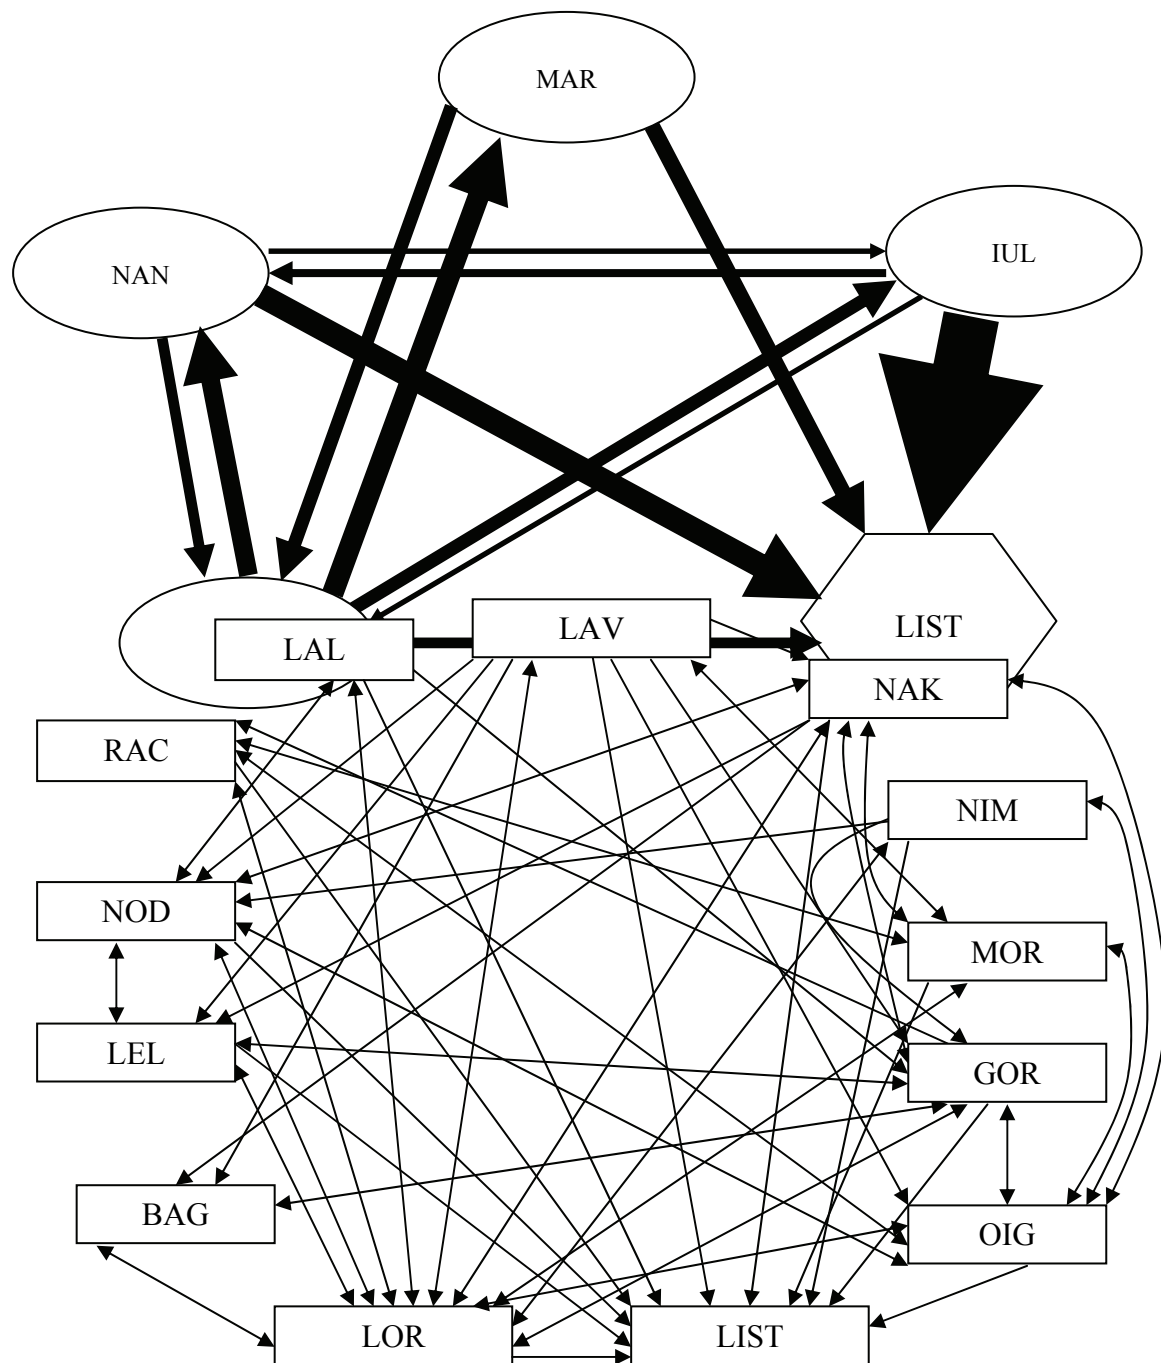 MAR
IUL
NAN
LIST
LAV
LAL
NAK
RAC
NIM
NOD
MOR
LEL
GOR
BAG
OIG
LOR
LIST